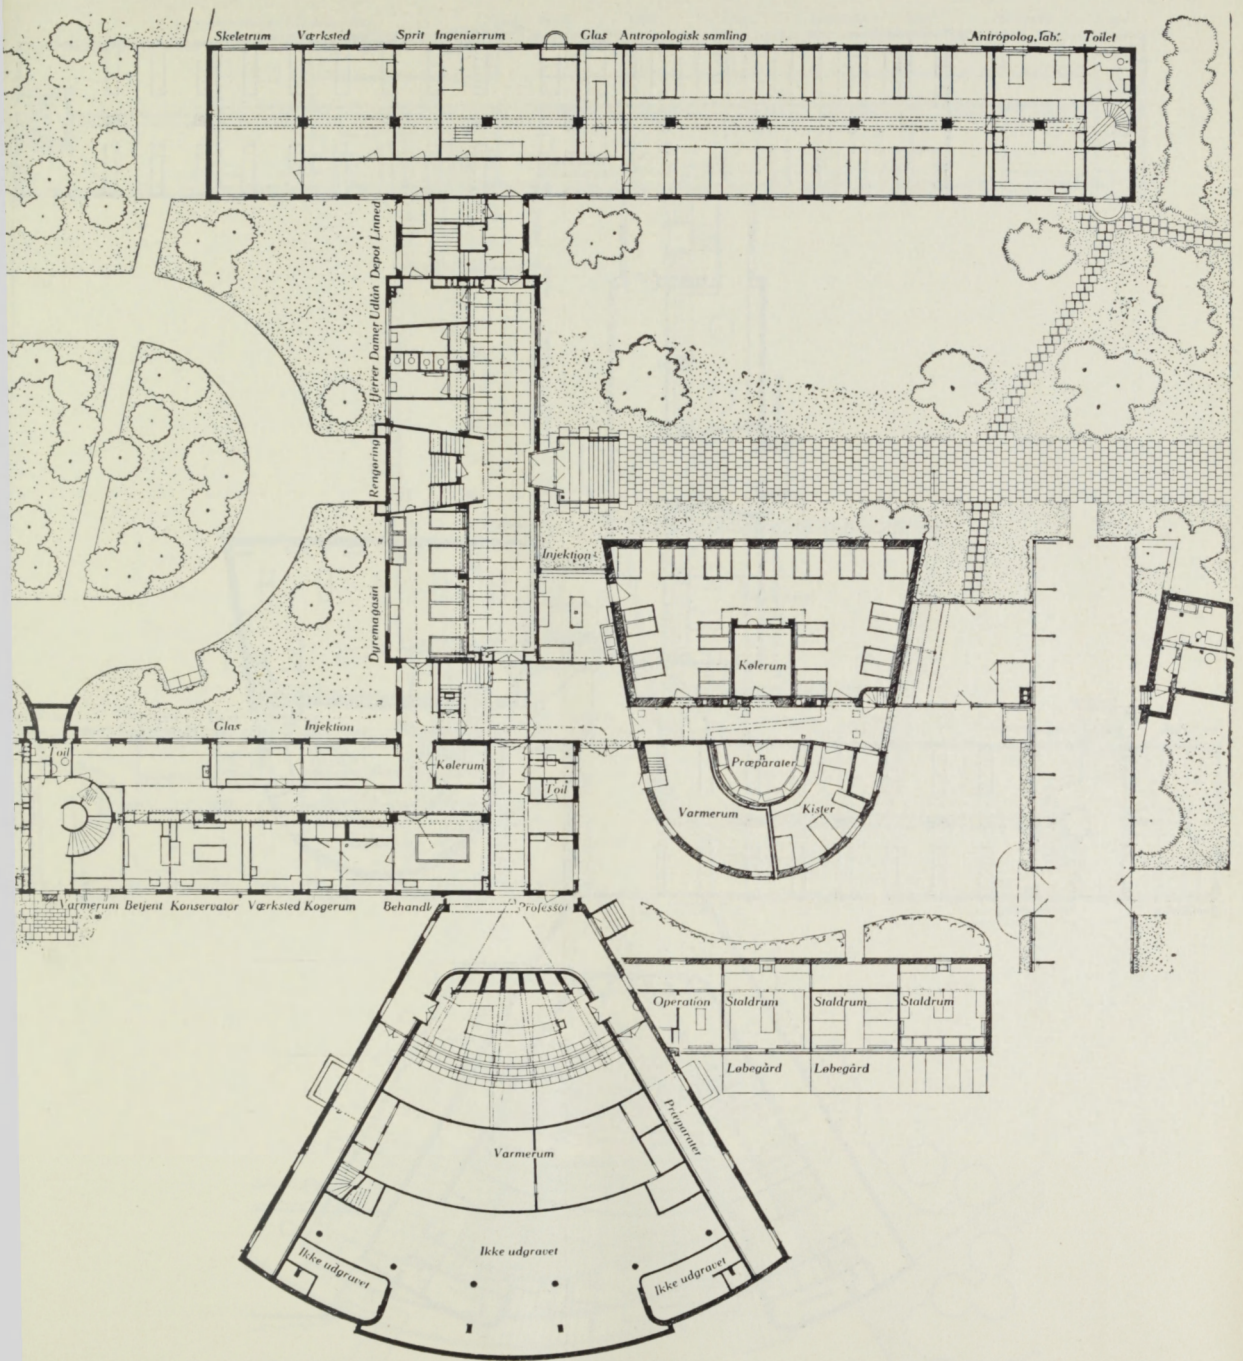 Skeletrum Værksted Sprit Ingeniørrum Glas Antropologisk samling Antropolog. lab. Toilet
Herrer Damer Udlån Depot Linned
Rengøring
Dyremagasin
Injektion
Kølerum
Glas Injektion
Toil
Kølerum
Toil
Præparater
Varmerum
Kister
Varmerum Betjent Konservator Værksted Kogerum Behandl Professor
Operation Staldrum Staldrum Staldrum
Løbegård Løbegård
Præparater
Varmerum
Ikke udgravet
Ikke udgravet
Ikke udgravet